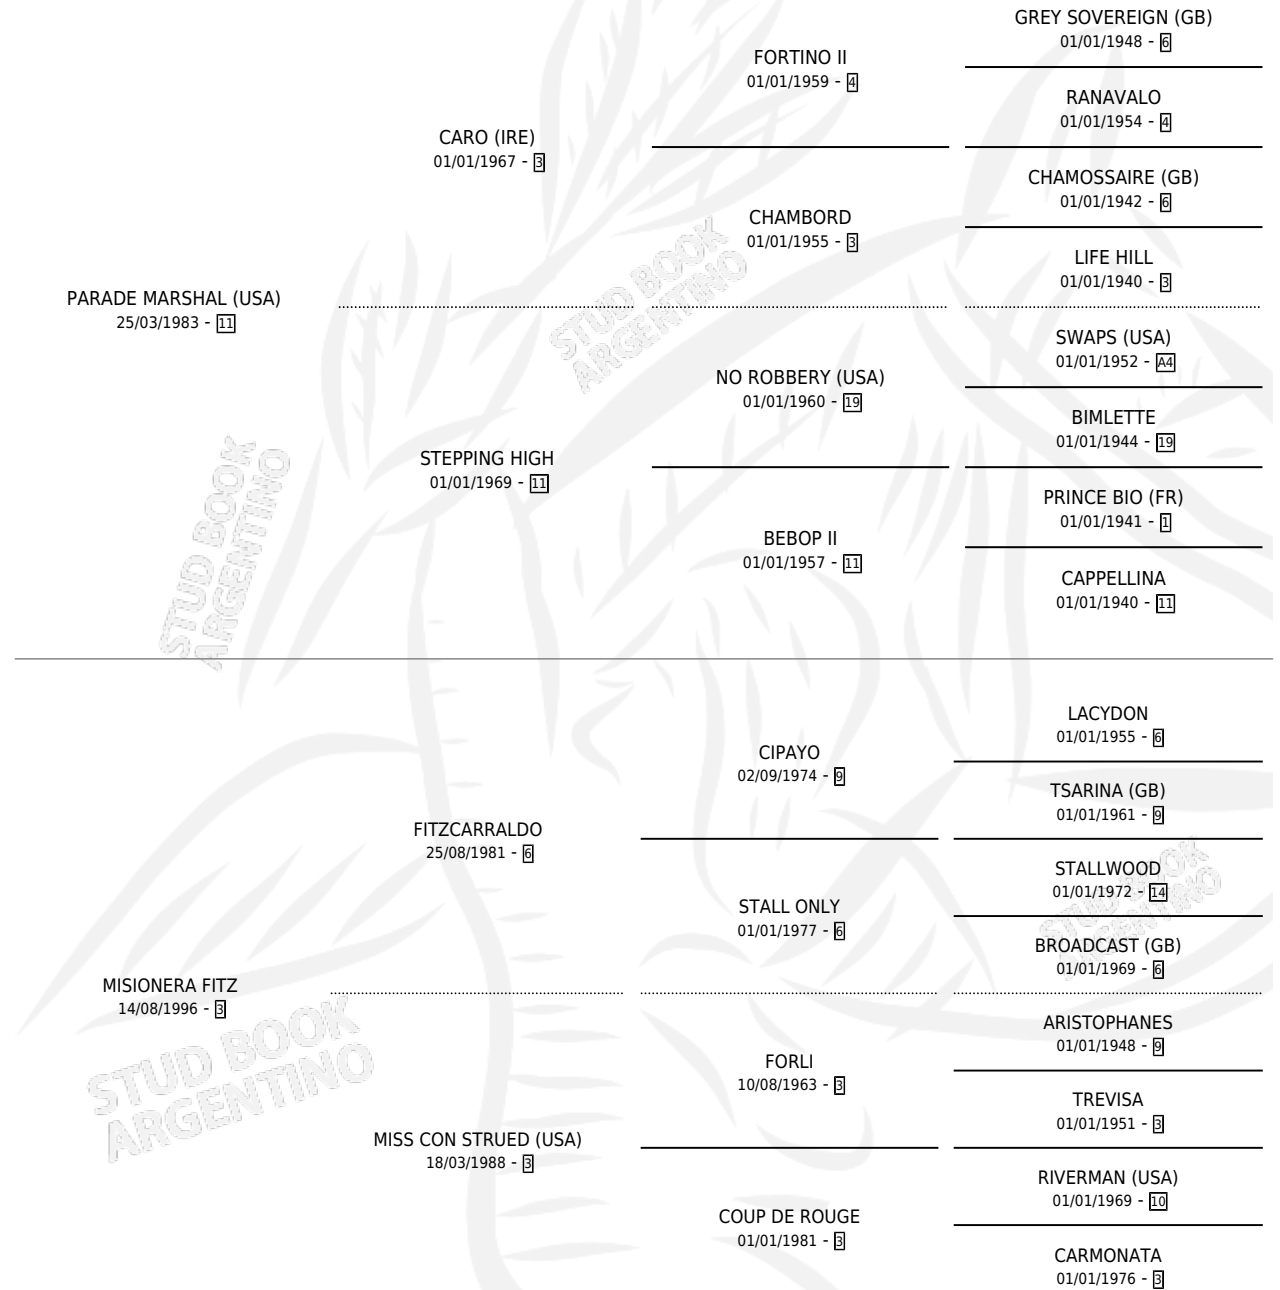 GREY SOVEREIGN (GB)
01/01/1948 - 6
FORTINO II
01/01/1959 - 4
RANAVALO
01/01/1954 - 4
CARO (IRE)
01/01/1967 - 3
CHAMOSSAIRE (GB)
01/01/1942 - 6
CHAMBORD
01/01/1955 - 3
LIFE HILL
01/01/1940 - 3
PARADE MARSHAL (USA)
25/03/1983 - 11
SWAPS (USA)
01/01/1952 - A4
NO ROBBERY (USA)
01/01/1960 - 19
BIMLETTE
01/01/1944 - 19
STEPPING HIGH
01/01/1969 - 11
PRINCE BIO (FR)
01/01/1941 - 1
BEBOP II
01/01/1957 - 11
CAPPELLINA
01/01/1940 - 11
LACYDON
01/01/1955 - 6
CIPAYO
02/09/1974 - 9
TSARINA (GB)
01/01/1961 - 9
FITZCARRALDO
25/08/1981 - 6
STALLWOOD
01/01/1972 - 14
STALL ONLY
01/01/1977 - 6
BROADCAST (GB)
01/01/1969 - 6
MISIONERA FITZ
14/08/1996 - 3
ARISTOPHANES
01/01/1948 - 9
FORLI
10/08/1963 - 3
TREVISA
01/01/1951 - 3
MISS CON STRUED (USA)
18/03/1988 - 3
RIVERMAN (USA)
01/01/1969 - 10
COUP DE ROUGE
01/01/1981 - 3
CARMONATA
01/01/1976 - 3
STUD BOOK
ARGENTINO
STUD BOOK
ARGENTINO
STUD BOOK
ARGENTINO
STUD BOOK
ARGENTINO